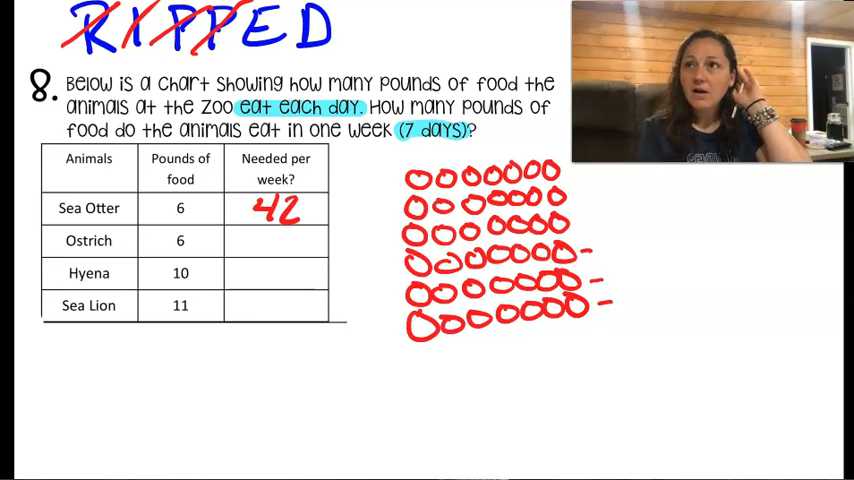 RIPPED
8. Below is a chart showing how many pounds of food the
animals at the zoo eat each day. How many pounds of
food do the animals eat in one week (7 days)?
Animals Pounds of food Needed per week?
Sea Otter 6 42
Ostrich 6
Hyena 10
Sea Lion 11